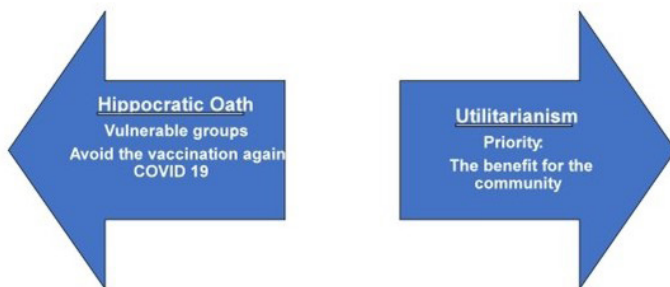 Hippocratic Oath
Vulnerable groups
Avoid the vaccination again
COVID 19
Utilitarianism
Priority:
The benefit for the
community